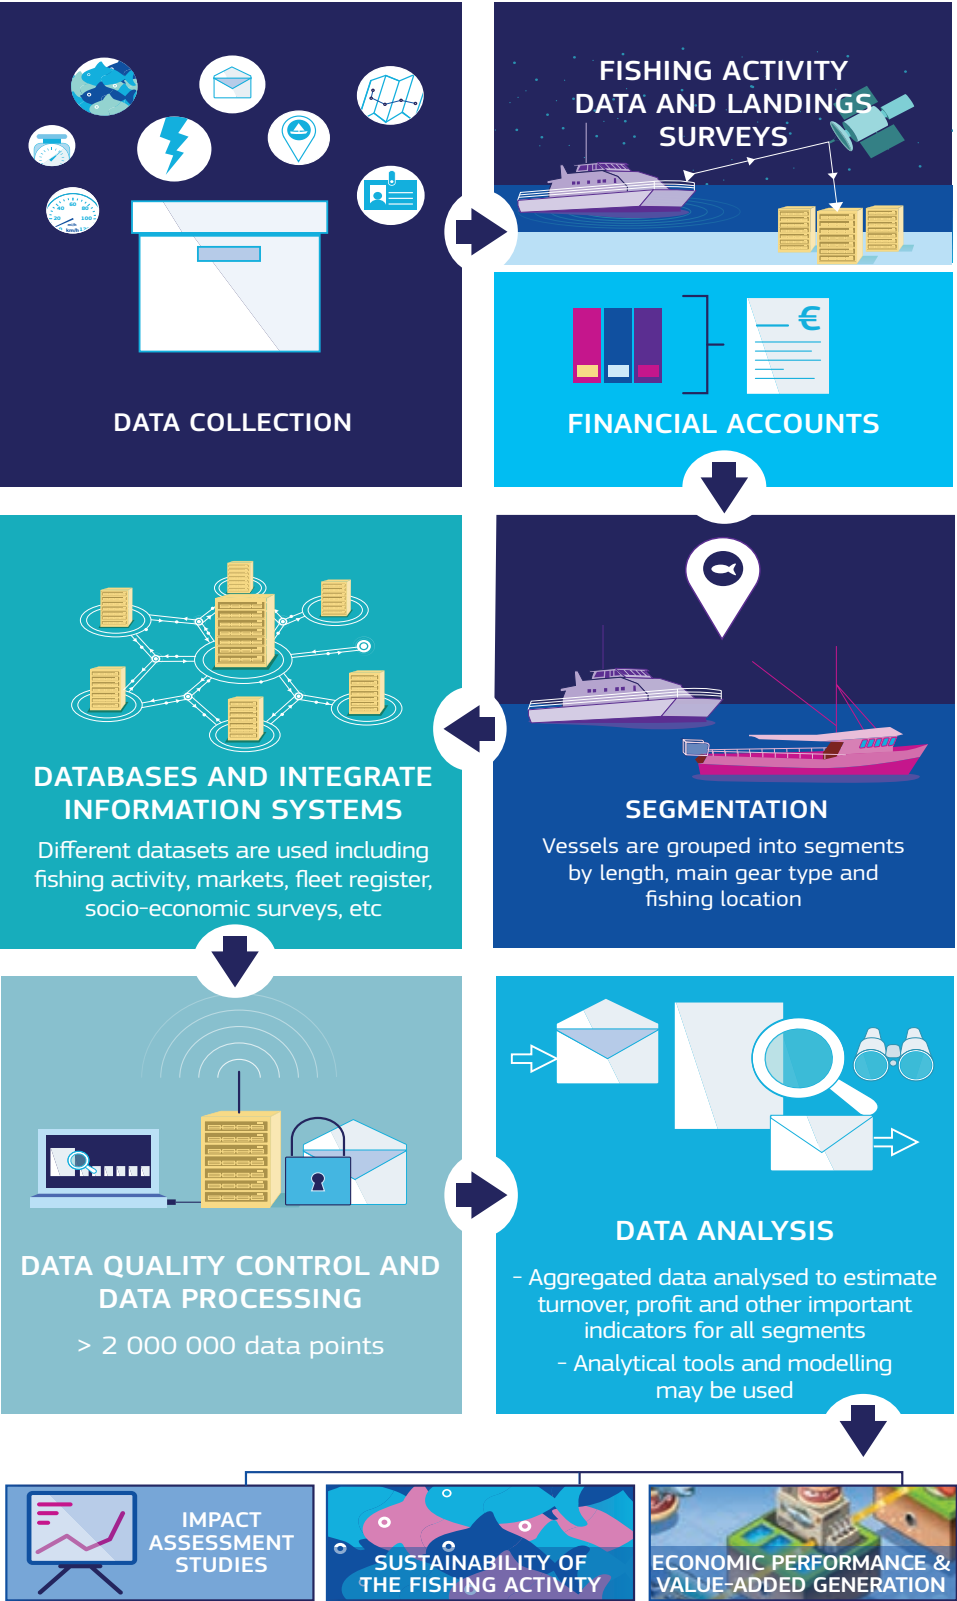 DATA COLLECTION
FISHING ACTIVITY
DATA AND LANDINGS
SURVEYS
€
FINANCIAL ACCOUNTS
SEGMENTATION
Vessels are grouped into segments
by length, main gear type and
fishing location
DATABASES AND INTEGRATE
INFORMATION SYSTEMS
Different datasets are used including
fishing activity, markets, fleet register,
socio-economic surveys, etc
DATA QUALITY CONTROL AND
DATA PROCESSING
> 2 000 000 data points
DATA ANALYSIS
- Aggregated data analysed to estimate
turnover, profit and other important
indicators for all segments
- Analytical tools and modelling
may be used
IMPACT
ASSESSMENT
STUDIES
SUSTAINABILITY OF
THE FISHING ACTIVITY
ECONOMIC PERFORMANCE &
VALUE-ADDED GENERATION